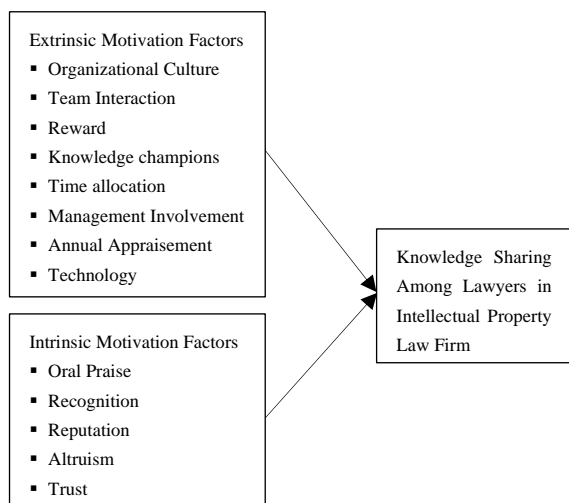 Extrinsic Motivation Factors
▪ Organizational Culture
▪ Team Interaction
▪ Reward
▪ Knowledge champions
▪ Time allocation
▪ Management Involvement
▪ Annual Appraisement
▪ Technology
Knowledge Sharing
Among Lawyers in
Intellectual Property
Law Firm
Intrinsic Motivation Factors
▪ Oral Praise
▪ Recognition
▪ Reputation
▪ Altruism
▪ Trust